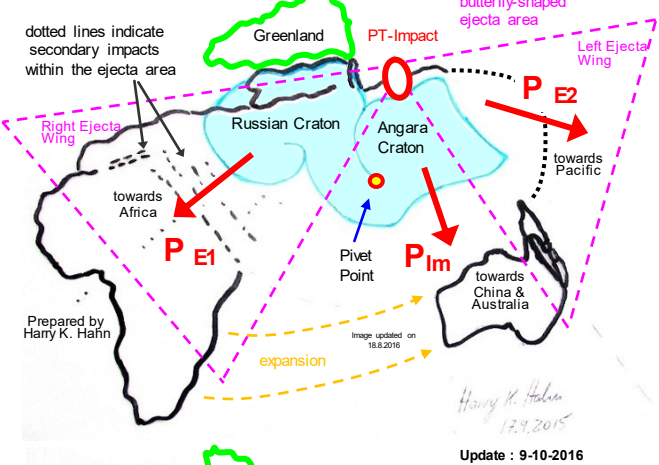 butterfly-shaped
ejecta area
dotted lines indicate
secondary impacts
within the ejecta area
Greenland
PT-Impact
Left Ejecta
Wing
P E2
Right Ejecta
Wing
Russian Craton
Angara
Craton
towards
Pacific
towards
Africa
P E1
Pivet
Point
P Im
towards
China &
Australia
Prepared by
Harry K. Hahn
Image updated on
18.8.2016
expansion
Harry K. Hahn
17.9.2015
Update : 9-10-2016